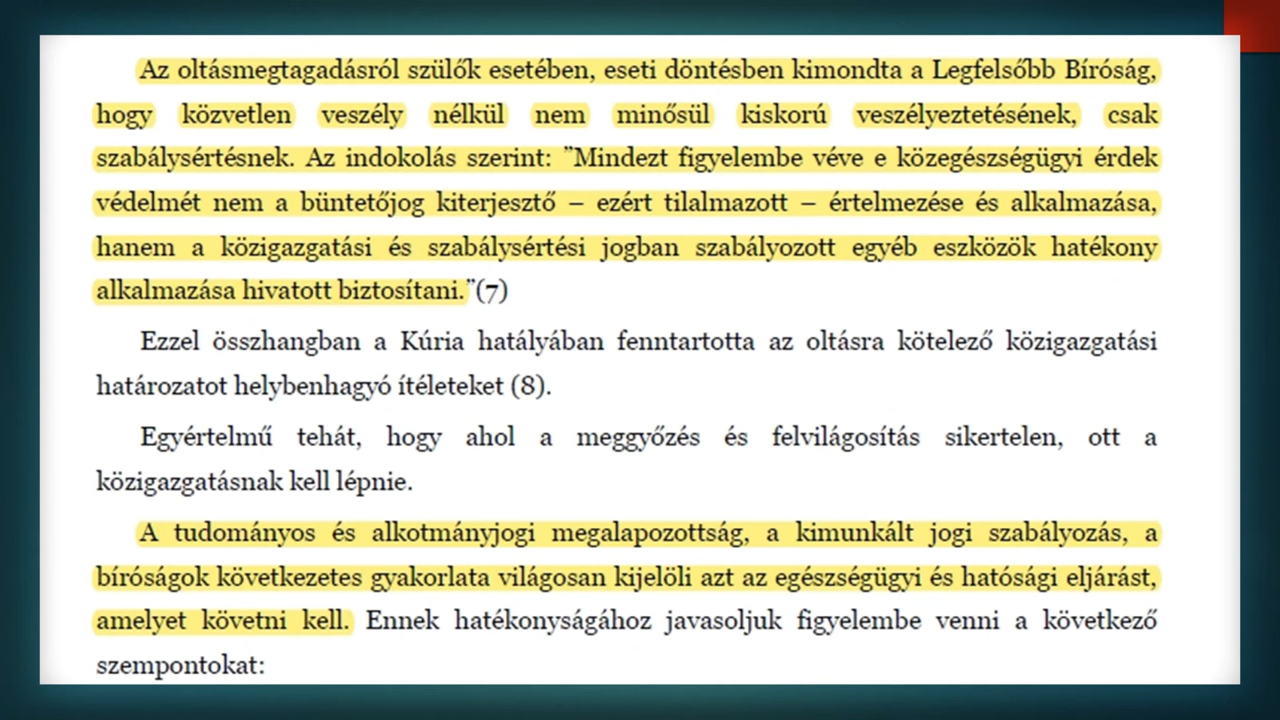 Az oltásmegtagadásról szülők esetében, eseti döntésben kimondta a Legfelsőbb Bíróság,
hogy közvetlen veszély nélkül nem minősül kiskorú veszélyeztetésének, csak
szabálysértésnek. Az indokolás szerint: ”Mindezt figyelembe véve e közegészségügyi érdek
védelmét nem a büntetőjog kiterjesztő – ezért tilalmazott – értelmezése és alkalmazása,
hanem a közigazgatási és szabálysértési jogban szabályozott egyéb eszközök hatékony
alkalmazása hivatott biztosítani.”(7)
Ezzel összhangban a Kúria hatályában fenntartotta az oltásra kötelező közigazgatási
határozatot helybenhagyó ítéleteket (8).
Egyértelmű tehát, hogy ahol a meggyőzés és felvilágosítás sikertelen, ott a
közigazgatásnak kell lépnie.
A tudományos és alkotmányjogi megalapozottság, a kimunkált jogi szabályozás, a
bíróságok következetes gyakorlata világosan kijelöli azt az egészségügyi és hatósági eljárást,
amelyet követni kell. Ennek hatékonyságához javasoljuk figyelembe venni a következő
szempontokat: